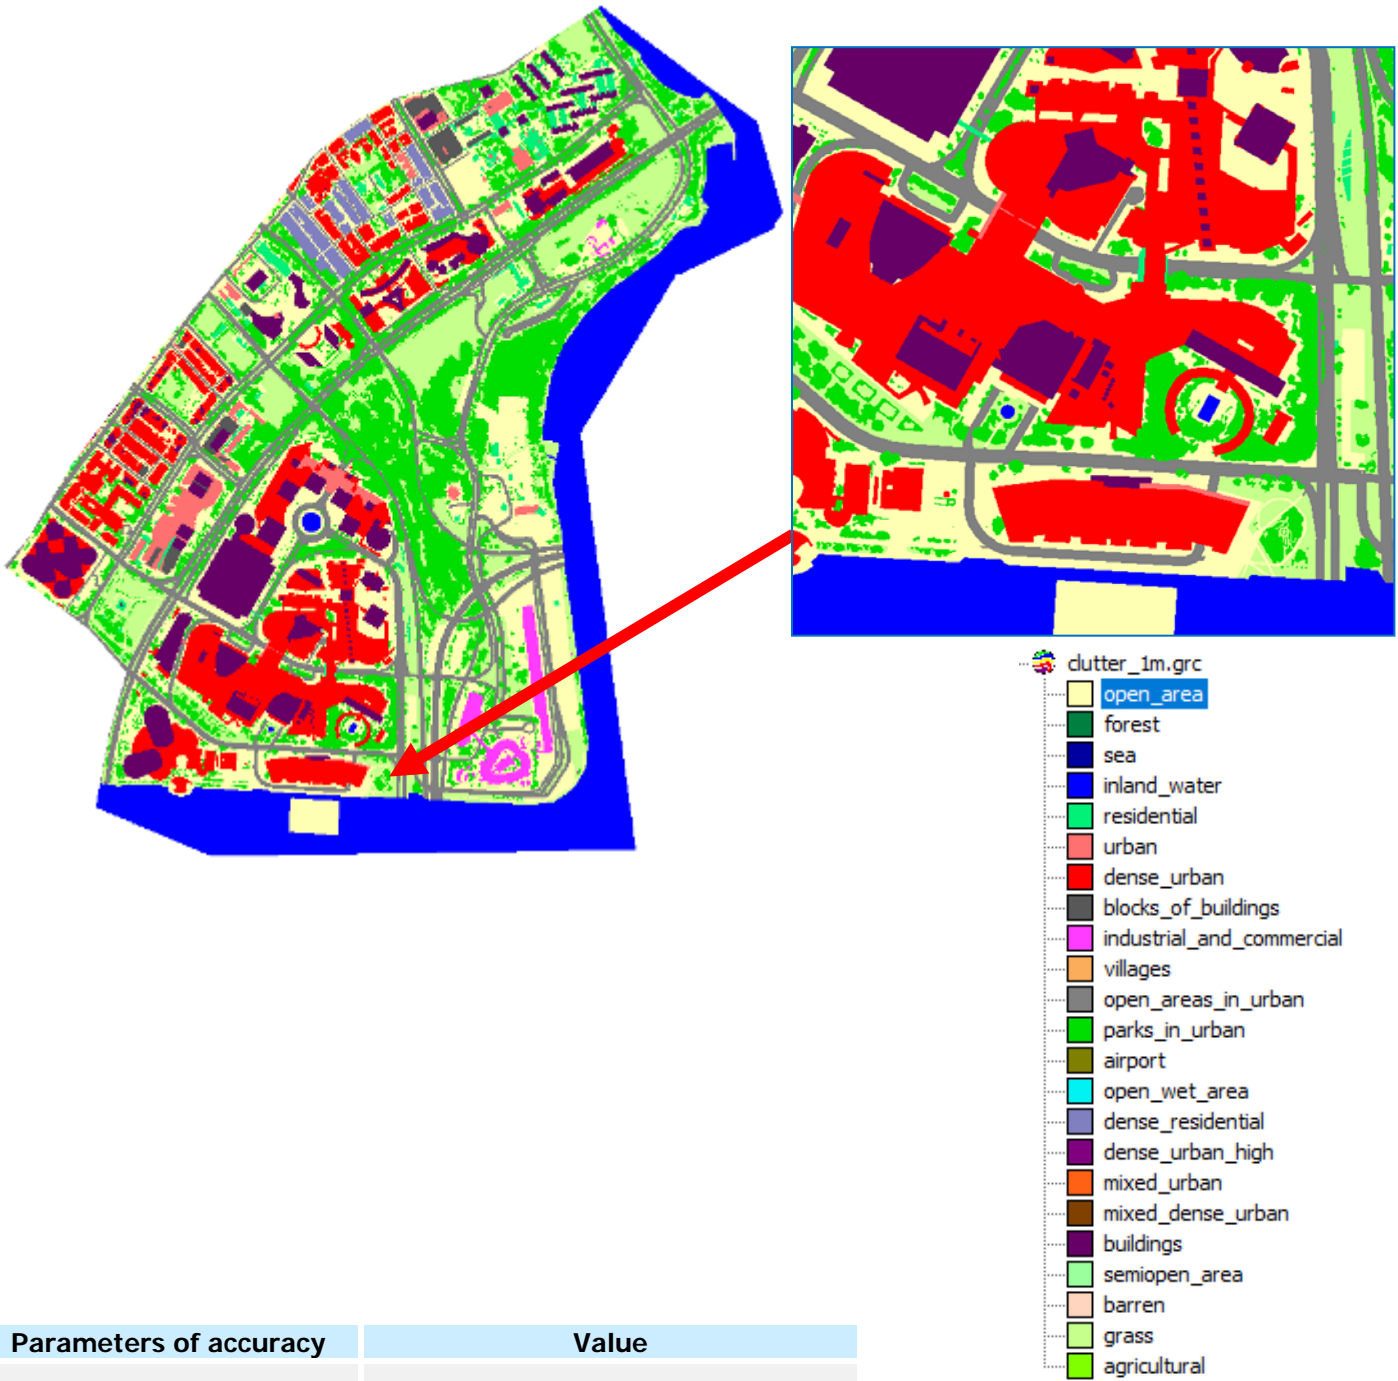 clutter_1m.grc
open_area
forest
sea
inland_water
residential
urban
dense_urban
blocks_of_buildings
industrial_and_commercial
villages
open_areas_in_urban
parks_in_urban
airport
open_wet_area
dense_residential
dense_urban_high
mixed_urban
mixed_dense_urban
buildings
semiopen_area
barren
grass
agricultural
Parameters of accuracy Value